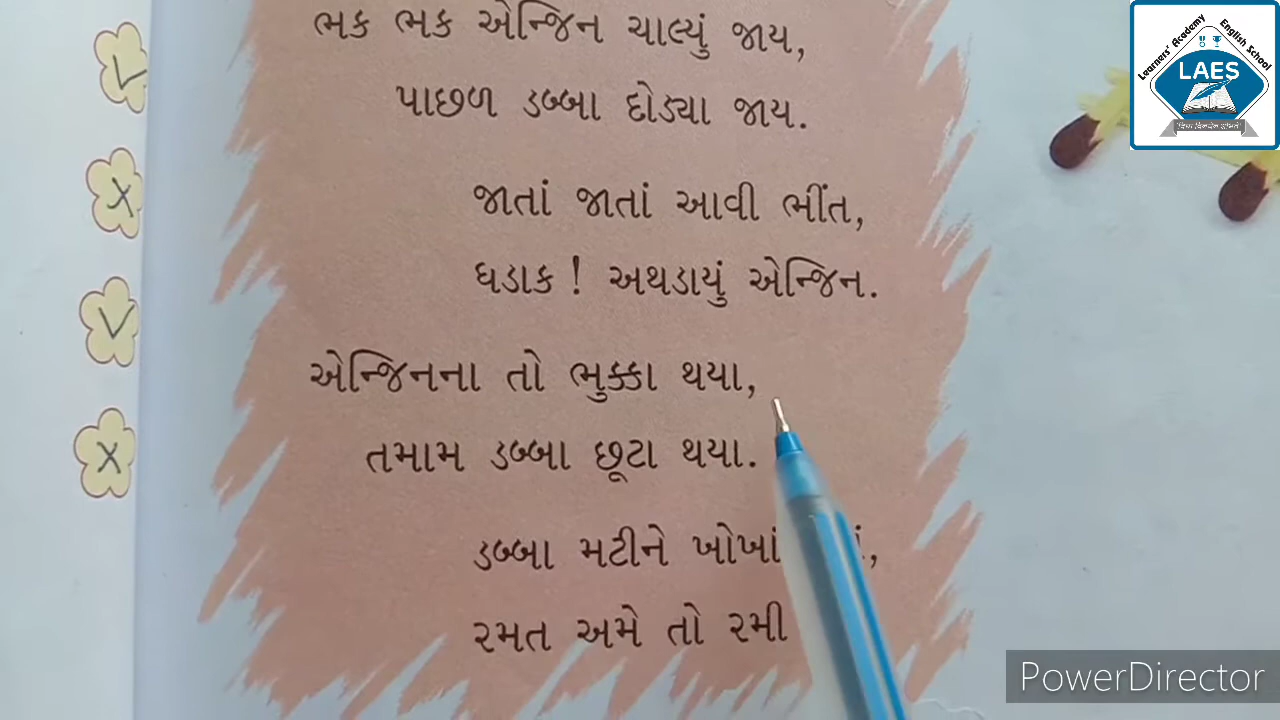 ભક ભક એન્જિન ચાલ્યું જાય,
પાછળ ડબ્બા દોડ્યા જાય.
જાતાં જાતાં આવી ભીંત,
ધડાક ! અથડાયું એન્જિન.
એન્જિનના તો ભુક્કા થયા,
તમામ ડબ્બા છૂટા થયા.
ડબ્બા મટીને ખોખાં
રમત અમે તો રમી
Learners' Academy English School
LAES
PowerDirector